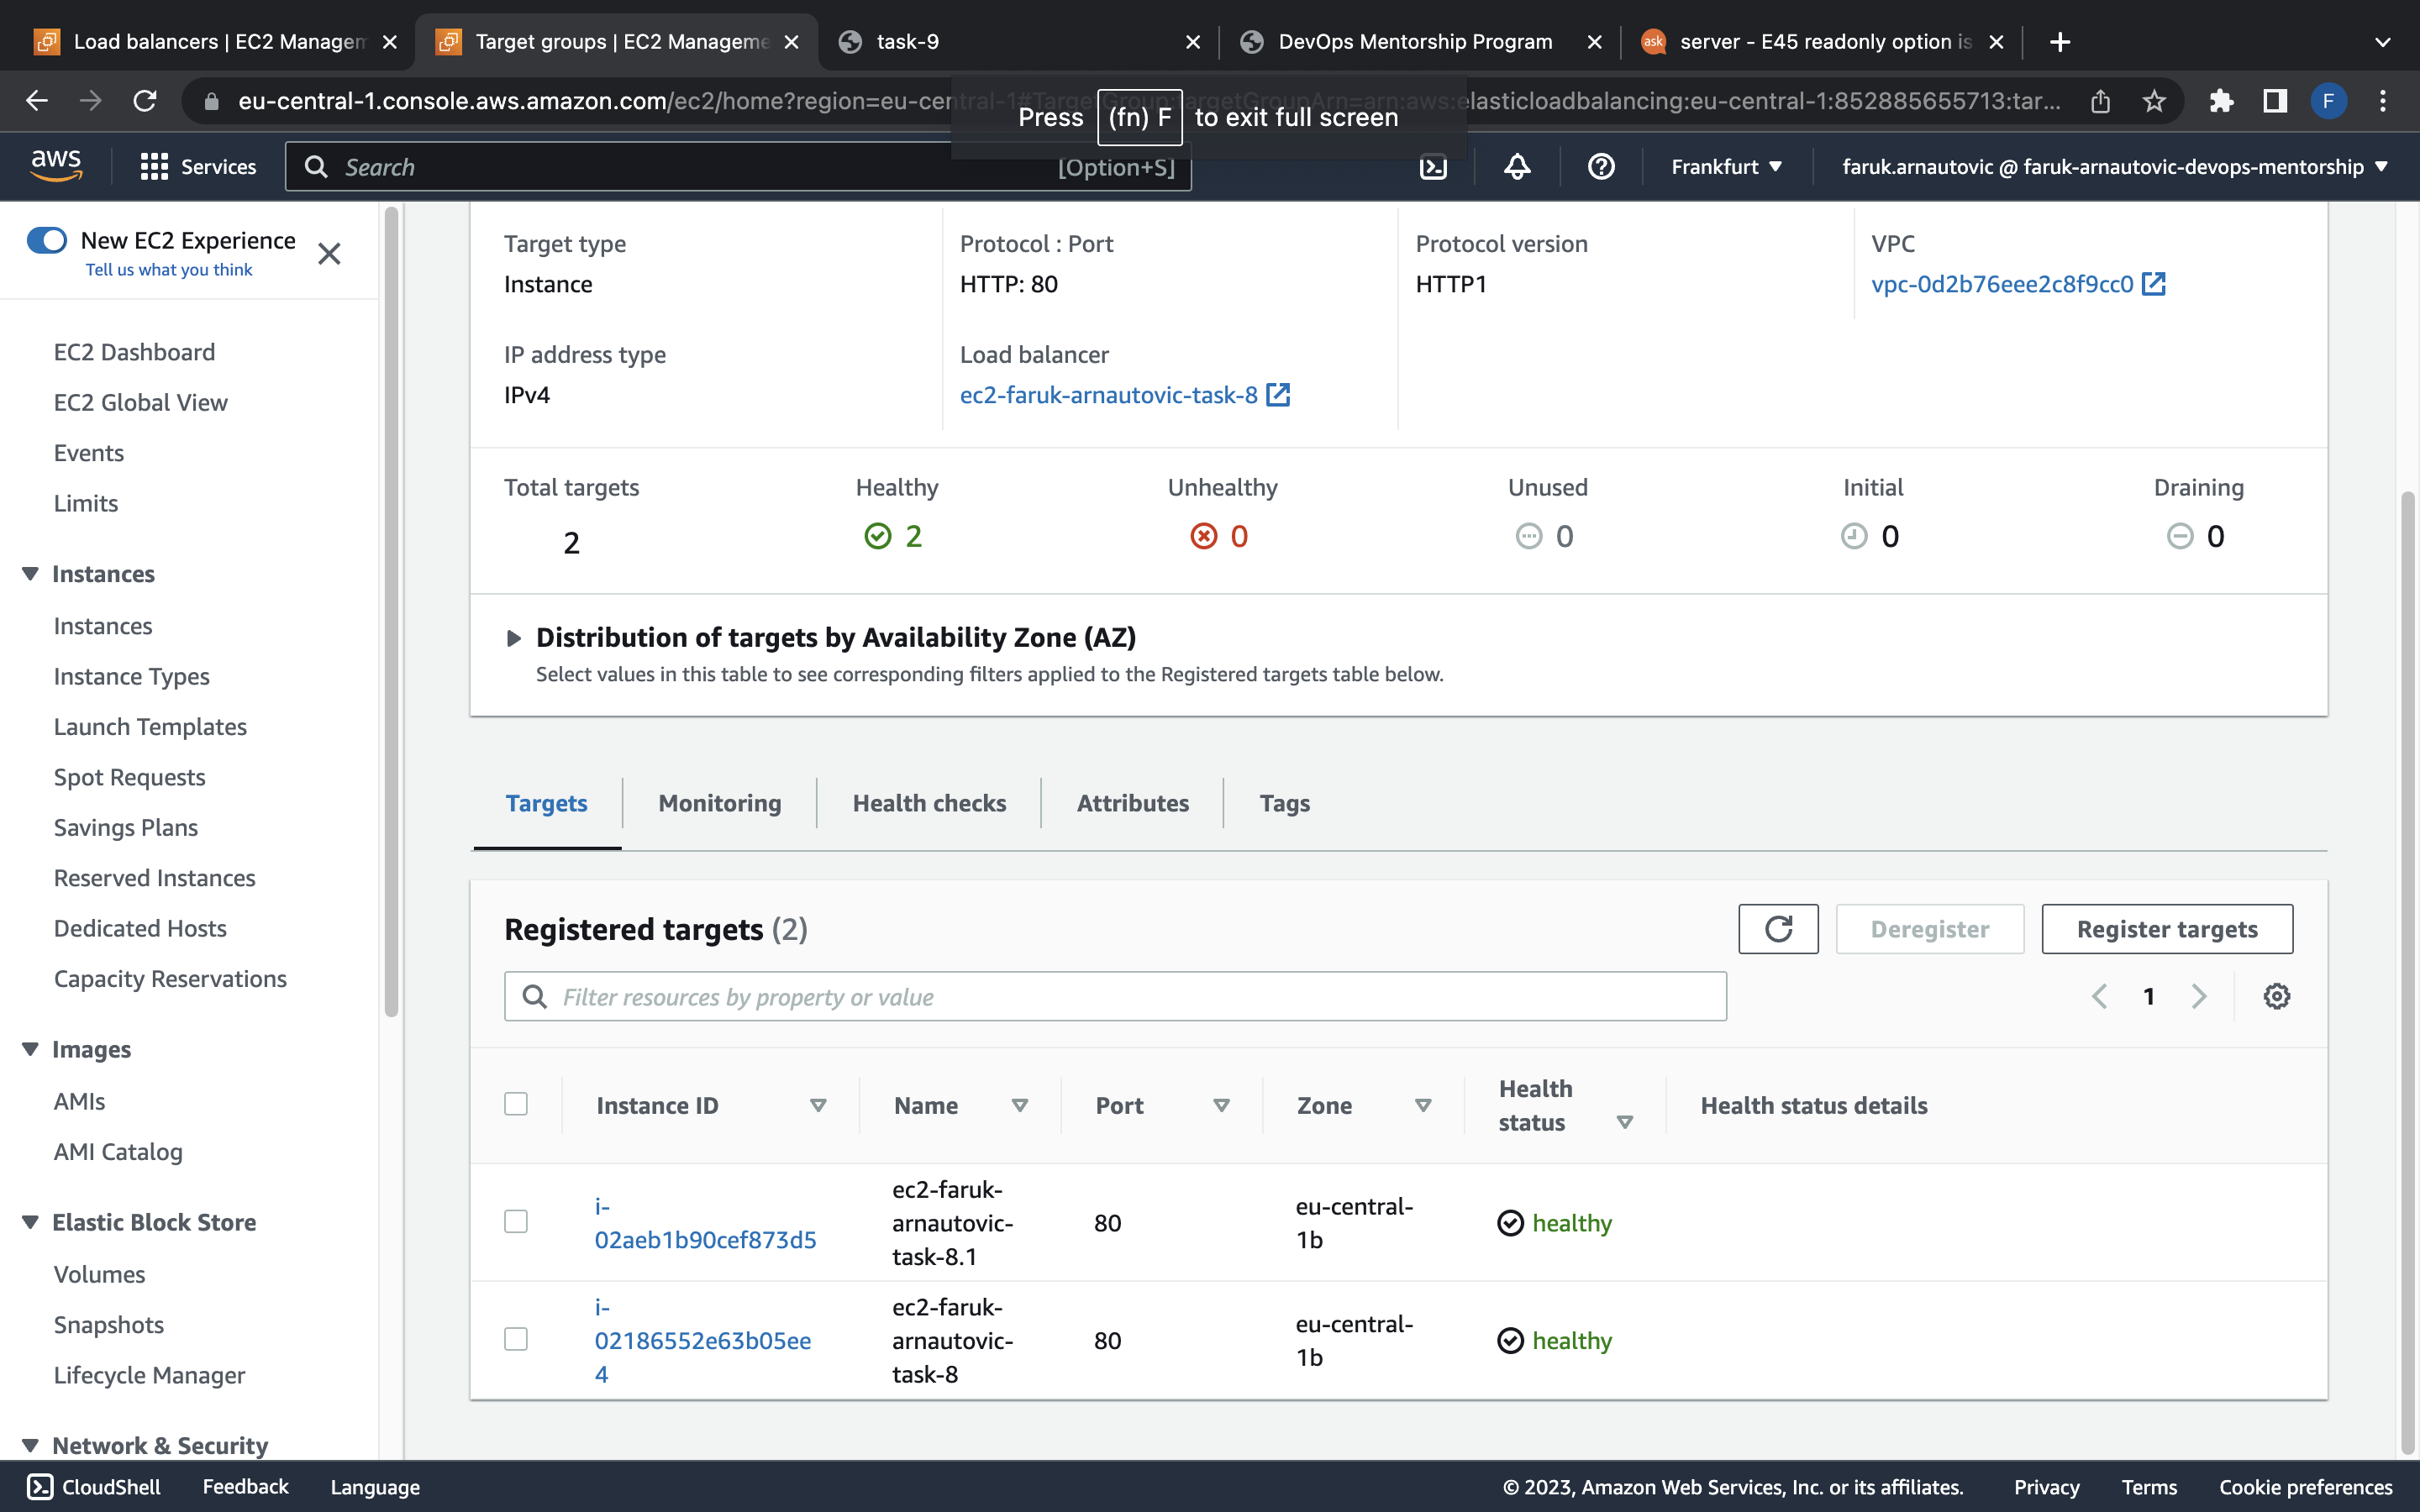 Load balancers | EC2 Managem
Target groups | EC2 Manageme
task-9
DevOps Mentorship Program
ask
server - E45 readonly option is
eu-central-1.console.aws.amazon.com/ec2/home?region=eu-central-1#TargetGroup:targetGroupArn=arn:aws:elasticloadbalancing:eu-central-1:852885655713:tar...
F
Press (fn) F to exit full screen
aws
Services
Search
[Option+S]
Frankfurt
faruk.arnautovic @ faruk-arnautovic-devops-mentorship
New EC2 Experience
Tell us what you think
EC2 Dashboard
EC2 Global View
Events
Limits
Instances
Instances
Instance Types
Launch Templates
Spot Requests
Savings Plans
Reserved Instances
Dedicated Hosts
Capacity Reservations
Images
AMIs
AMI Catalog
Elastic Block Store
Volumes
Snapshots
Lifecycle Manager
Network & Security
Target type
Instance
Protocol : Port
HTTP: 80
Protocol version
HTTP1
VPC
vpc-0d2b76eee2c8f9cc0
IP address type
IPv4
Load balancer
ec2-faruk-arnautovic-task-8
Total targets
2
Healthy
2
Unhealthy
0
Unused
0
Initial
0
Draining
0
Distribution of targets by Availability Zone (AZ)
Select values in this table to see corresponding filters applied to the Registered targets table below.
Targets
Monitoring
Health checks
Attributes
Tags
Registered targets (2)
Deregister
Register targets
Filter resources by property or value
1
Instance ID
Name
Port
Zone
Health
status
Health status details
i-
02aeb1b90cef873d5
ec2-faruk-
arnautovic-
task-8.1
80
eu-central-
1b
healthy
i-
02186552e63b05ee
4
ec2-faruk-
arnautovic-
task-8
80
eu-central-
1b
healthy
CloudShell
Feedback
Language
© 2023, Amazon Web Services, Inc. or its affiliates.
Privacy
Terms
Cookie preferences